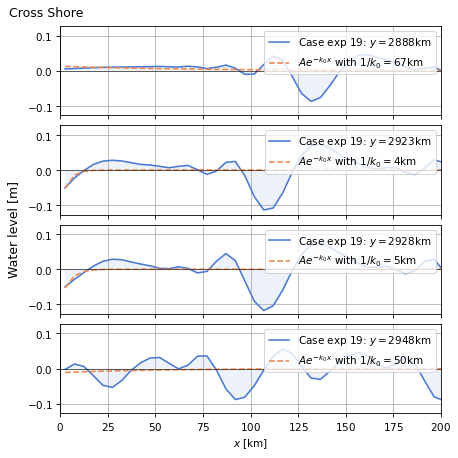 Cross Shore
Water level [m]
0.1
0.0
−0.1
Case exp 19: y = 2888km
Ae^{−k₀x} with 1/k₀ = 67km
0.1
0.0
−0.1
Case exp 19: y = 2923km
Ae^{−k₀x} with 1/k₀ = 4km
0.1
0.0
−0.1
Case exp 19: y = 2928km
Ae^{−k₀x} with 1/k₀ = 5km
0.1
0.0
−0.1
Case exp 19: y = 2948km
Ae^{−k₀x} with 1/k₀ = 50km
0 25 50 75 100 125 150 175 200
x [km]